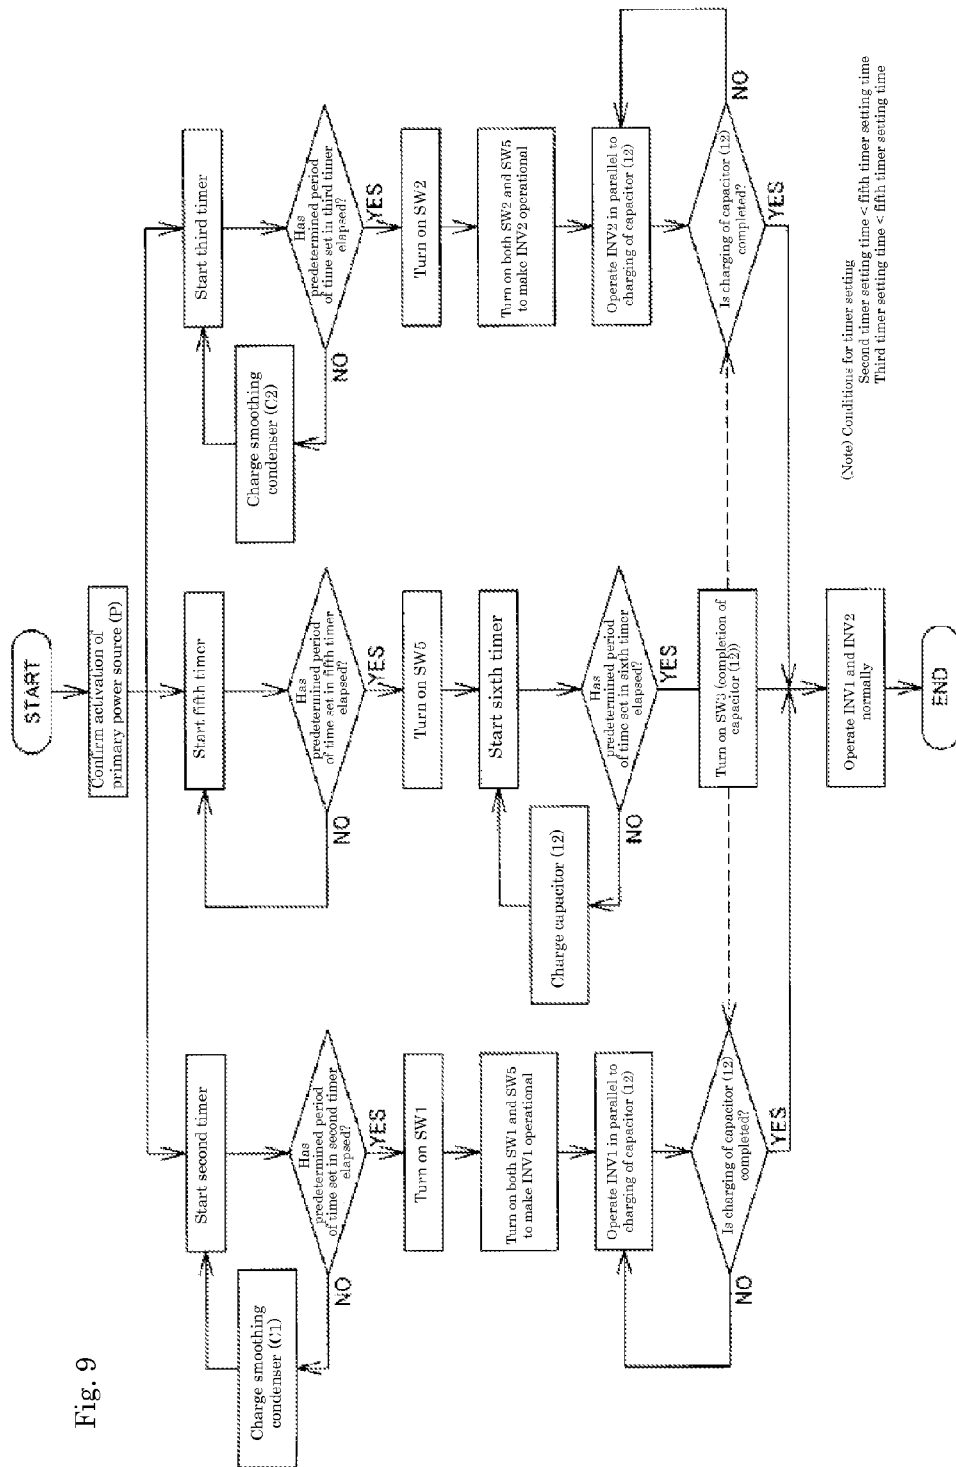 Fig. 9
START
Confirm activation of
primary power source (P)
Start second timer
Charge smoothing
condenser (C1)
Has
predetermined period
of time set in second timer
elapsed?
NO
YES
Turn on SW1
Turn on both SW1 and SW5
to make INV1 operational
Operate INV1 in parallel to
charging of capacitor (12)
Is charging of capacitor (12)
completed?
NO
YES
Start fifth timer
Has
predetermined period
of time set in fifth timer
elapsed?
NO
YES
Turn on SW5
Start sixth timer
Charge capacitor (12)
Has
predetermined period
of time set in sixth timer
elapsed?
NO
YES
Turn on SW3 (completion of
capacitor (12))
Start third timer
Charge smoothing
condenser (C2)
Has
predetermined period
of time set in third timer
elapsed?
NO
YES
Turn on SW2
Turn on both SW2 and SW5
to make INV2 operational
Operate INV2 in parallel to
charging of capacitor (12)
Is charging of capacitor (12)
completed?
NO
YES
Operate INV1 and INV2
normally
END
(Note) Conditions for timer setting
Second timer setting time < fifth timer setting time
Third timer setting time < fifth timer setting time